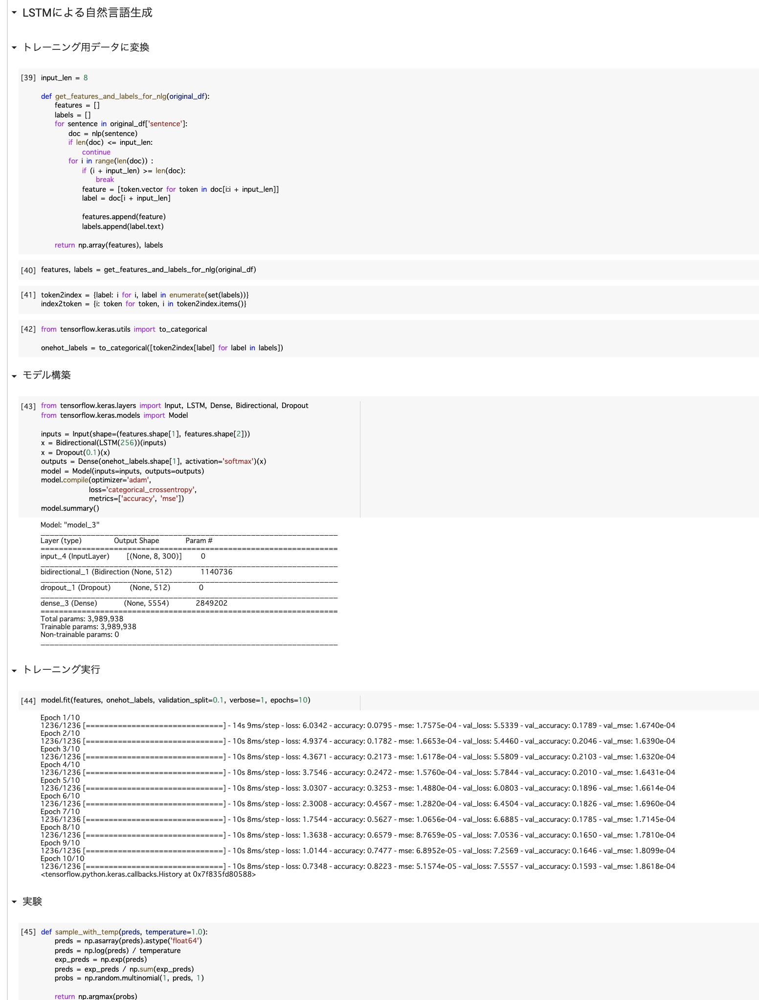 LSTMによる自然言語生成
トレーニング用データに変換
[39] input_len = 8
def get_features_and_labels_for_nlg(original_df):
features = []
labels = []
for sentence in original_df['sentence']:
doc = nlp(sentence)
if len(doc) <= input_len:
continue
for i in range(len(doc)) :
if (i + input_len) >= len(doc):
break
feature = [token.vector for token in doc[i:i + input_len]]
label = doc[i + input_len]
features.append(feature)
labels.append(label.text)
return np.array(features), labels
[40] features, labels = get_features_and_labels_for_nlg(original_df)
[41] token2index = {label: i for i, label in enumerate(set(labels))}
index2token = {i: token for token, i in token2index.items()}
[42] from tensorflow.keras.utils import to_categorical
onehot_labels = to_categorical([token2index[label] for label in labels])
モデル構築
[43] from tensorflow.keras.layers import Input, LSTM, Dense, Bidirectional, Dropout
from tensorflow.keras.models import Model
inputs = Input(shape=(features.shape[1], features.shape[2]))
x = Bidirectional(LSTM(256))(inputs)
x = Dropout(0.1)(x)
outputs = Dense(onehot_labels.shape[1], activation='softmax')(x)
model = Model(inputs=inputs, outputs=outputs)
model.compile(optimizer='adam',
loss='categorical_crossentropy',
metrics=['accuracy', 'mse'])
model.summary()
Model: "model_3"
_________________________________________________________________
Layer (type) Output Shape Param #
=================================================================
input_4 (InputLayer) [(None, 8, 300)] 0
_________________________________________________________________
bidirectional_1 (Bidirection (None, 512) 1140736
_________________________________________________________________
dropout_1 (Dropout) (None, 512) 0
_________________________________________________________________
dense_3 (Dense) (None, 5554) 2849202
=================================================================
Total params: 3,989,938
Trainable params: 3,989,938
Non-trainable params: 0
_________________________________________________________________
トレーニング実行
[44] model.fit(features, onehot_labels, validation_split=0.1, verbose=1, epochs=10)
Epoch 1/10
1236/1236 [==============================] - 14s 9ms/step - loss: 6.0342 - accuracy: 0.0795 - mse: 1.7575e-04 - val_loss: 5.5339 - val_accuracy: 0.1789 - val_mse: 1.6740e-04
Epoch 2/10
1236/1236 [==============================] - 10s 8ms/step - loss: 4.9374 - accuracy: 0.1782 - mse: 1.6653e-04 - val_loss: 5.4460 - val_accuracy: 0.2046 - val_mse: 1.6390e-04
Epoch 3/10
1236/1236 [==============================] - 10s 8ms/step - loss: 4.3671 - accuracy: 0.2173 - mse: 1.6178e-04 - val_loss: 5.5809 - val_accuracy: 0.2103 - val_mse: 1.6320e-04
Epoch 4/10
1236/1236 [==============================] - 10s 8ms/step - loss: 3.7546 - accuracy: 0.2472 - mse: 1.5760e-04 - val_loss: 5.7844 - val_accuracy: 0.2010 - val_mse: 1.6431e-04
Epoch 5/10
1236/1236 [==============================] - 10s 8ms/step - loss: 3.0307 - accuracy: 0.3253 - mse: 1.4880e-04 - val_loss: 6.0803 - val_accuracy: 0.1896 - val_mse: 1.6614e-04
Epoch 6/10
1236/1236 [==============================] - 10s 8ms/step - loss: 2.3008 - accuracy: 0.4567 - mse: 1.2820e-04 - val_loss: 6.4504 - val_accuracy: 0.1826 - val_mse: 1.6960e-04
Epoch 7/10
1236/1236 [==============================] - 10s 8ms/step - loss: 1.7544 - accuracy: 0.5627 - mse: 1.0656e-04 - val_loss: 6.6885 - val_accuracy: 0.1785 - val_mse: 1.7145e-04
Epoch 8/10
1236/1236 [==============================] - 10s 8ms/step - loss: 1.3638 - accuracy: 0.6579 - mse: 8.7659e-05 - val_loss: 7.0536 - val_accuracy: 0.1650 - val_mse: 1.7810e-04
Epoch 9/10
1236/1236 [==============================] - 10s 8ms/step - loss: 1.0144 - accuracy: 0.7477 - mse: 6.8952e-05 - val_loss: 7.2569 - val_accuracy: 0.1646 - val_mse: 1.8099e-04
Epoch 10/10
1236/1236 [==============================] - 10s 8ms/step - loss: 0.7348 - accuracy: 0.8223 - mse: 5.1574e-05 - val_loss: 7.5557 - val_accuracy: 0.1593 - val_mse: 1.8618e-04
<tensorflow.python.keras.callbacks.History at 0x7f835fd80588>
実験
[45] def sample_with_temp(preds, temperature=1.0):
preds = np.asarray(preds).astype('float64')
preds = np.log(preds) / temperature
exp_preds = np.exp(preds)
preds = exp_preds / np.sum(exp_preds)
probs = np.random.multinomial(1, preds, 1)
return np.argmax(probs)